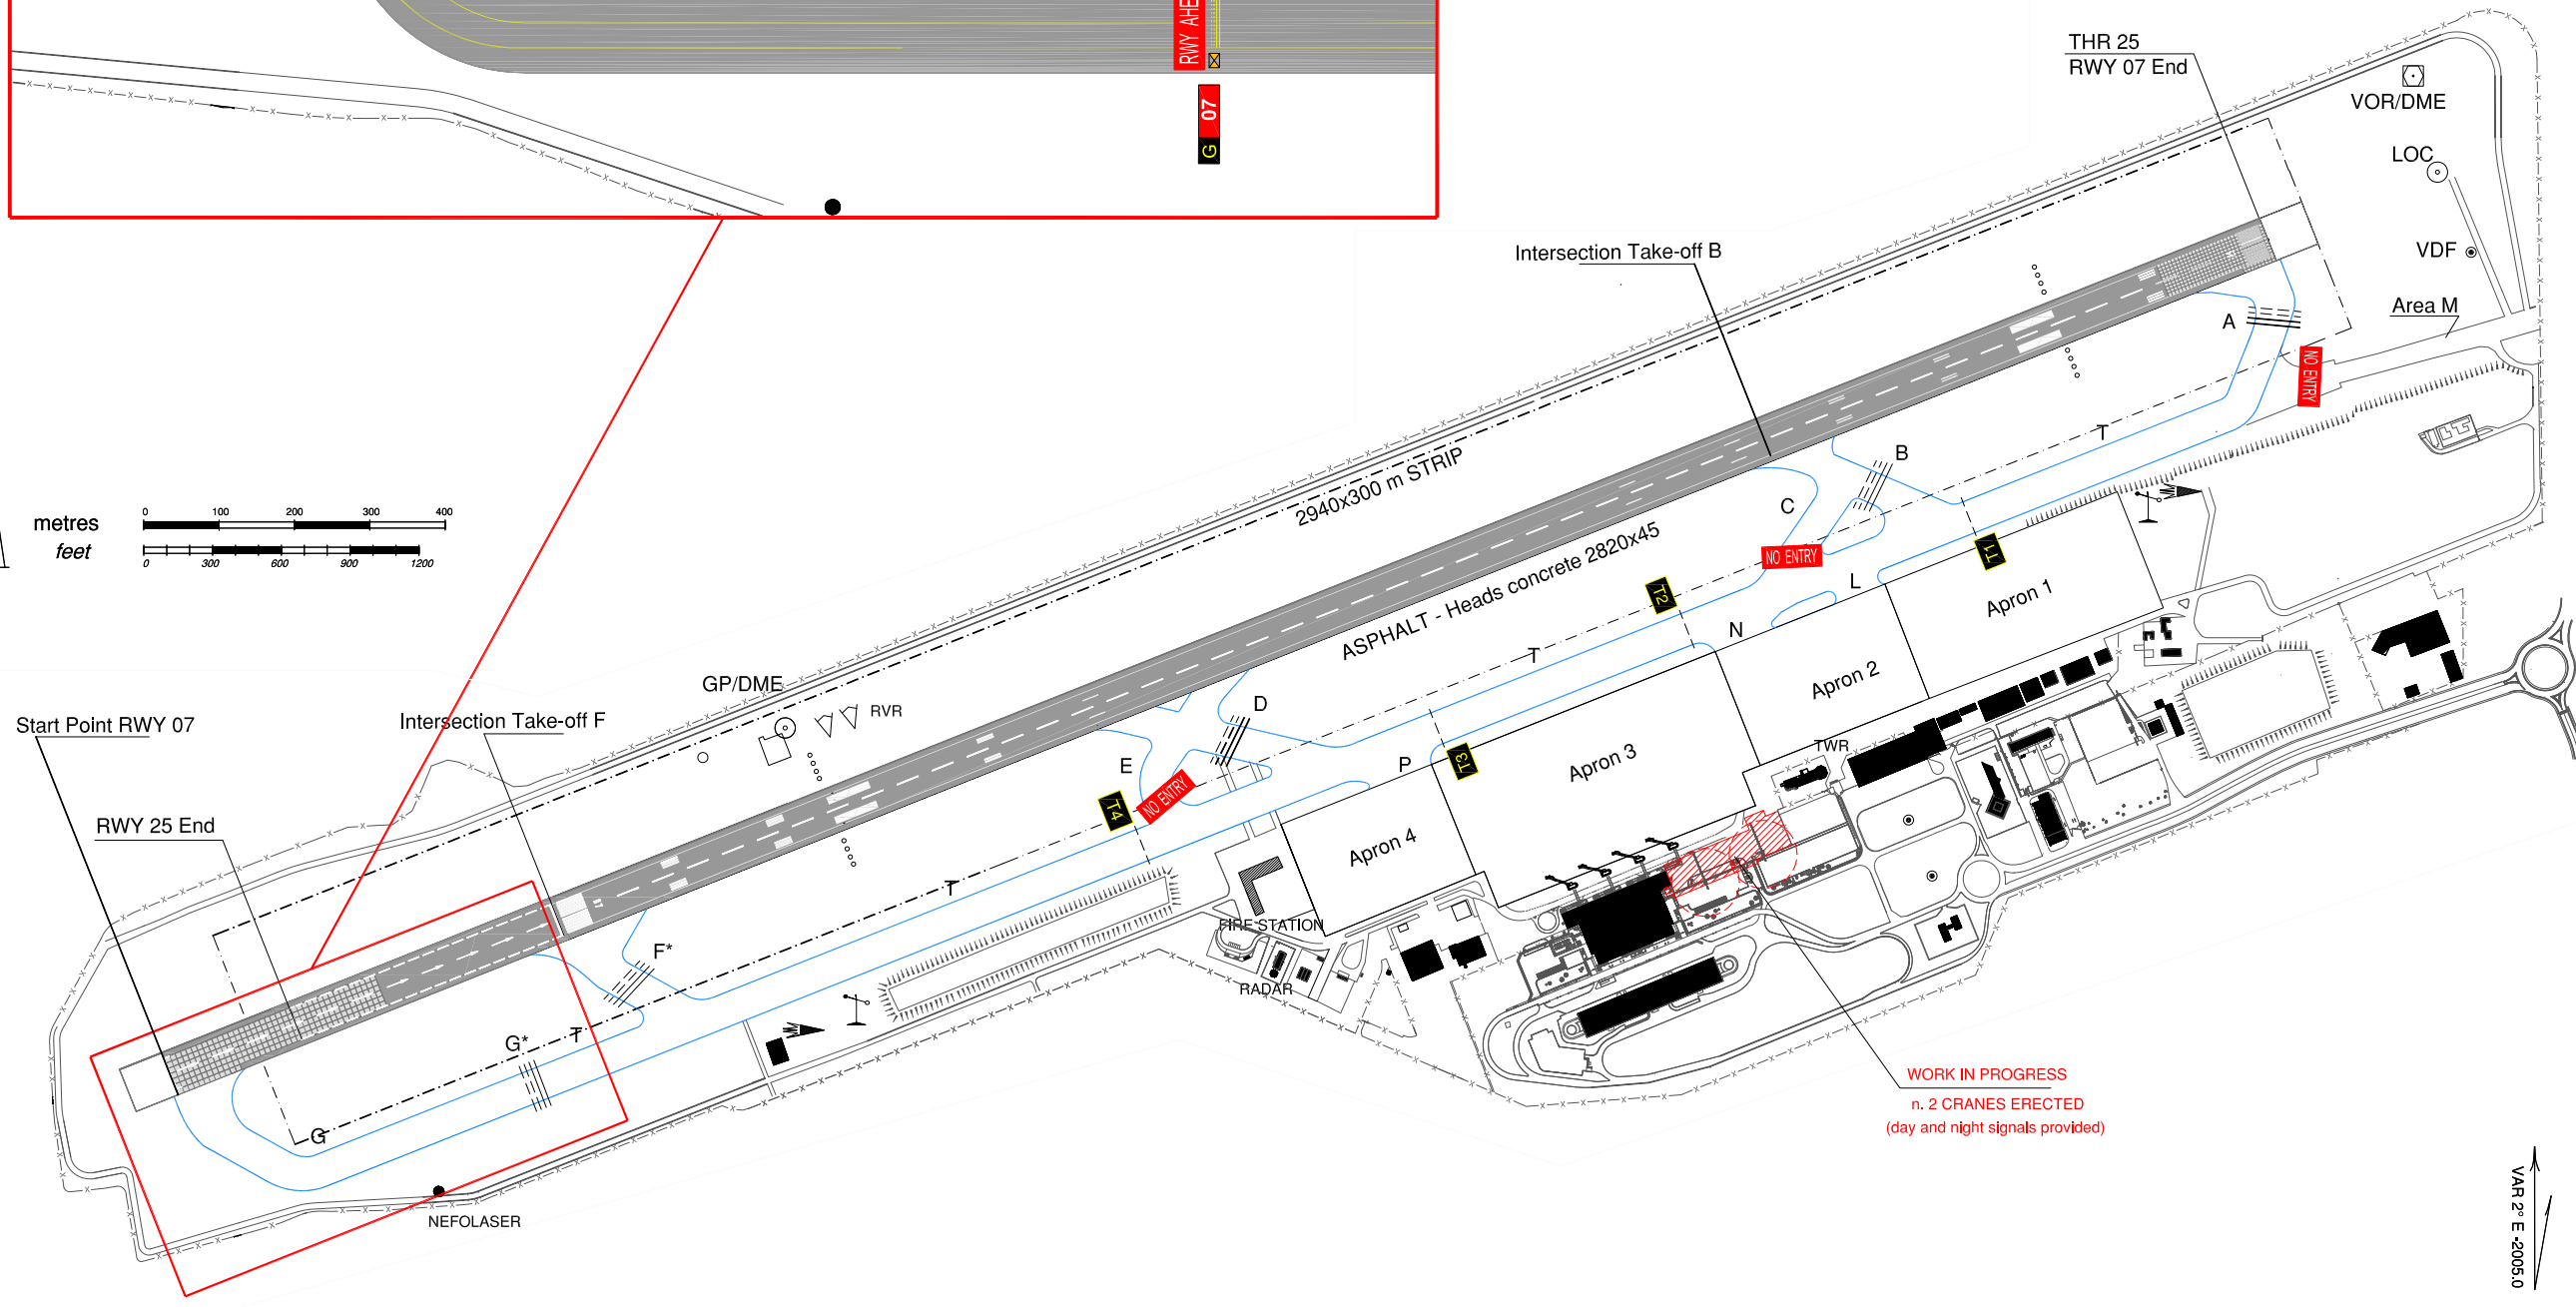 RWY AHE
07
G
THR 25
RWY 07 End
VOR/DME
LOC
VDF
Area M
A
NO ENTRY
Intersection Take-off B
T
B
C
NO ENTRY
T1
L
T2
N
Apron 1
Apron 2
2940x300 m STRIP
ASPHALT - Heads concrete 2820x45
metres
0 100 200 300 400
feet
0 300 600 900 1200
T
GP/DME
RVR
D
E
NO ENTRY
T4
P
T3
Apron 3
Apron 4
TWR
Start Point RWY 07
Intersection Take-off F
RWY 25 End
T
F*
FIRE STATION
RADAR
G*
T
G
NEFOLASER
WORK IN PROGRESS
n. 2 CRANES ERECTED
(day and night signals provided)
VAR 2° E -2005.0